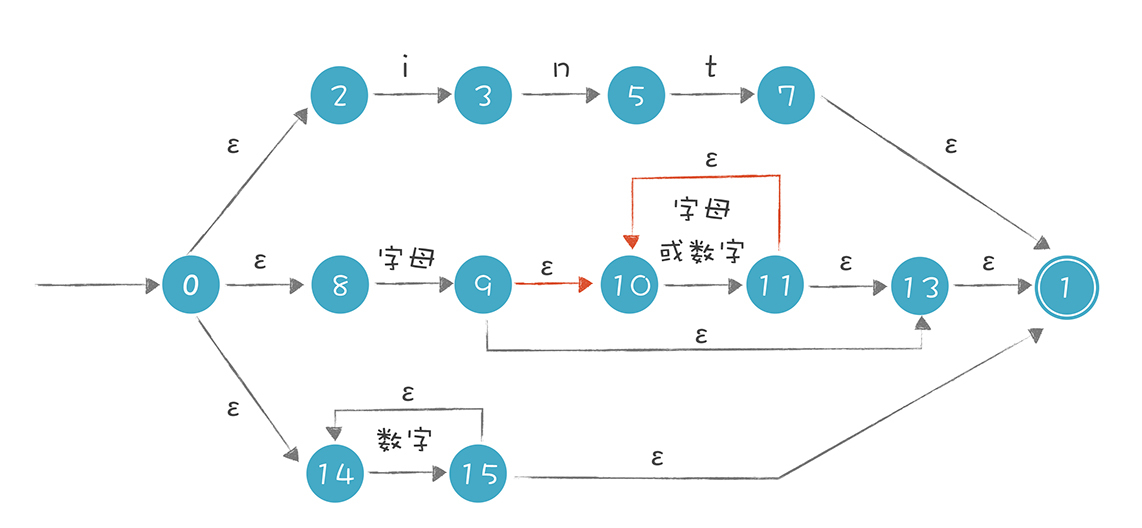 i n t
2 3 5 7
ε ε
ε
字母
ε 字母 ε 或数字 ε ε
0 8 9 10 11 13 1
ε
ε ε
数字 ε
14 15